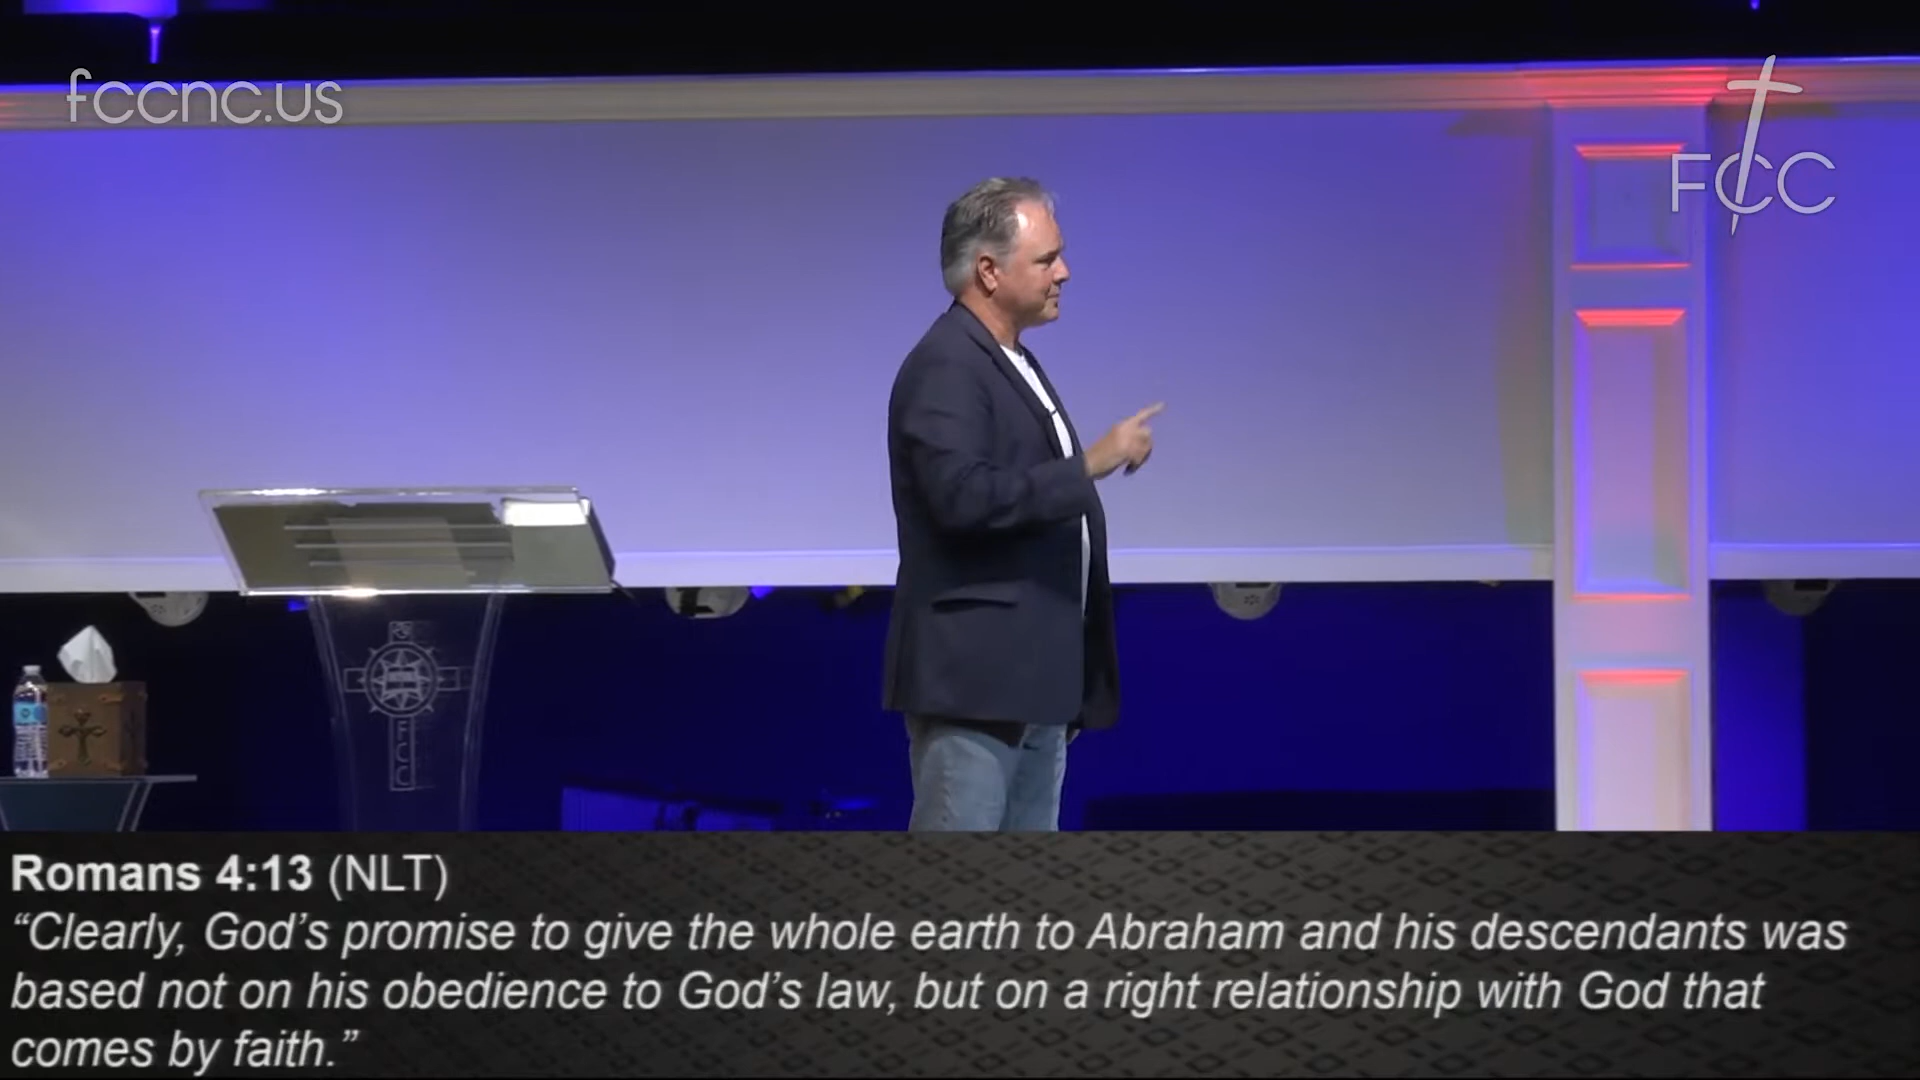 fccnc.us
FCC
FCC
Romans 4:13 (NLT)
“Clearly, God’s promise to give the whole earth to Abraham and his descendants was
based not on his obedience to God’s law, but on a right relationship with God that
comes by faith.”